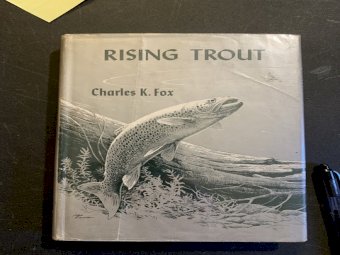 RISING TROUT
Charles K. Fox